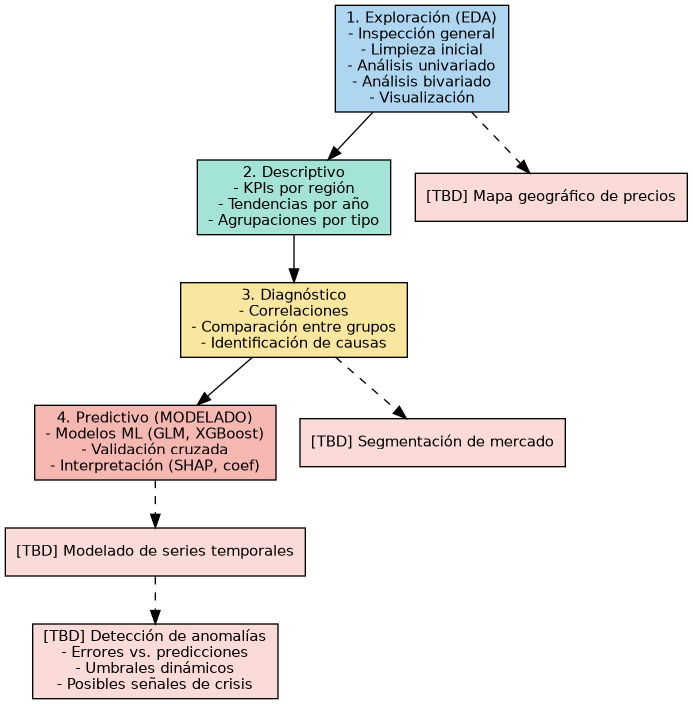 1. Exploración (EDA)
- Inspección general
- Limpieza inicial
- Análisis univariado
- Análisis bivariado
- Visualización
2. Descriptivo
- KPIs por región
- Tendencias por año
- Agrupaciones por tipo
[TBD] Mapa geográfico de precios
3. Diagnóstico
- Correlaciones
- Comparación entre grupos
- Identificación de causas
4. Predictivo (MODELADO)
- Modelos ML (GLM, XGBoost)
- Validación cruzada
- Interpretación (SHAP, coef)
[TBD] Segmentación de mercado
[TBD] Modelado de series temporales
[TBD] Detección de anomalías
- Errores vs. predicciones
- Umbrales dinámicos
- Posibles señales de crisis